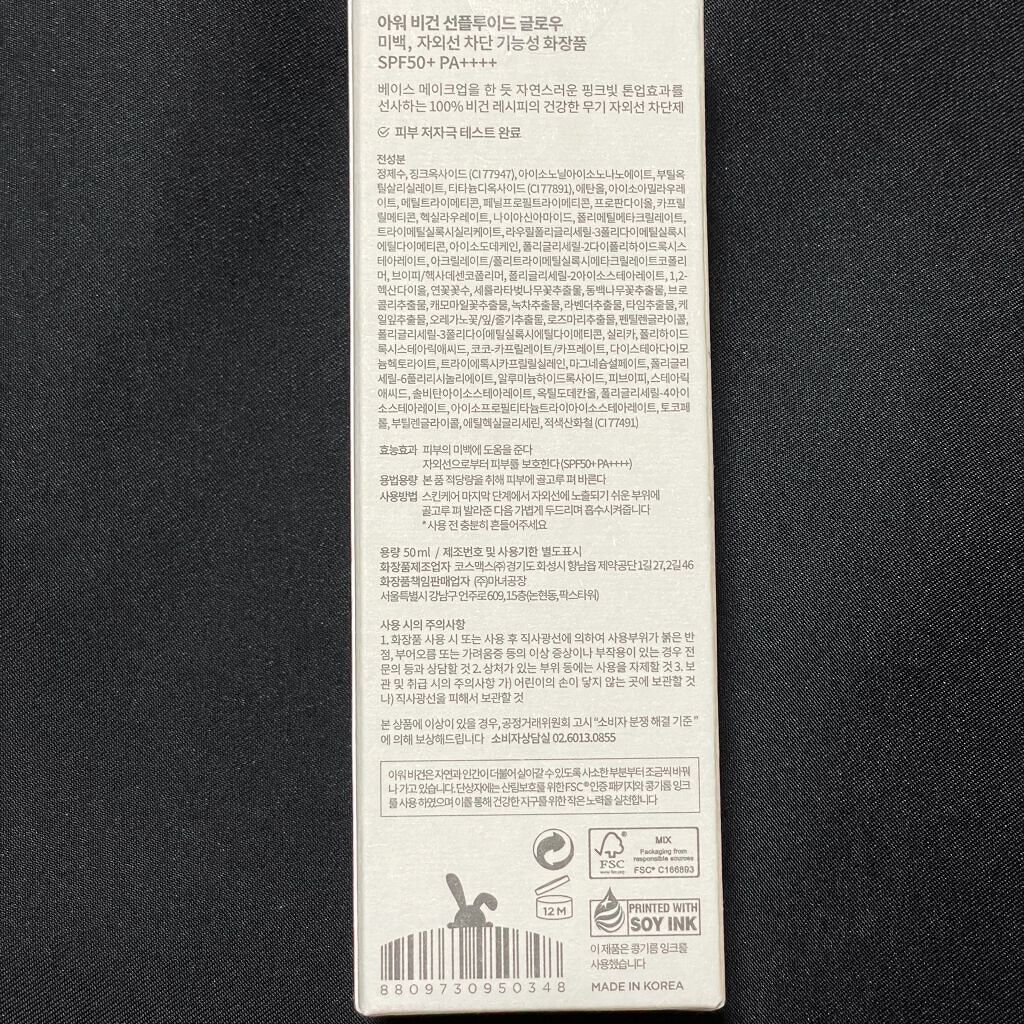 아워 비건 선플루이드 글로우
미백, 자외선 차단 기능성 화장품
SPF50+ PA++++
베이스 메이크업을 한 듯 자연스러운 핑크빛 톤업효과를
선사하는 100% 비건 레시피의 건강한 무기 자외선 차단제
피부 저자극 테스트 완료
전성분
정제수, 징크옥사이드 (CI 77947), 아이소노닐아이소노나노에이트, 부틸옥
틸살리실레이트, 타타늄디옥사이드 (CI 77891), 에탄올, 아이소아밀라우레
이트, 메틸트라이메티콘, 페닐프로필트라이메티콘, 프로판다이올, 카프릴
릴메티콘, 헥실라우레이트, 나이아신아마이드, 폴리메틸메타크릴레이트,
트라이메틸실록시실리케이트, 라우릴폴리글리세릴-3폴리다이메틸실록시
에틸다이메티콘, 아이소도데케인, 폴리글리세릴-2다이폴리하이드록시스
테아레이트, 아크릴레이트/폴리트라이메틸실록시메타크릴레이트코폴리
머, 브이피/헥사데센코폴리머, 폴리글리세릴-2아이소스테아레이트, 1,2-
헥산다이올, 연꽃꽃수, 세룰라타벚나무꽃추출물, 동백나무꽃추출물, 브로
콜리추출물, 캐모마일꽃추출물, 녹차추출물, 라벤더추출물, 타임추출물, 케
일잎추출물, 오레가노꽃/잎/줄기추출물, 로즈마리추출물, 펜틸렌글라이콜,
폴리글리세릴-3폴리다이메틸실록시에틸다이메티콘, 실리카, 폴리하이드
록시스테아릭애씨드, 코코-카프릴레이트/카프레이트, 다이스테아다이모
늄헥토라이트, 트라이에톡시카프릴릴실레인, 마그네슘설페이트, 폴리글리
세릴-6폴리리시놀리에이트, 알루미늄하이드록사이드, 피브이피, 스테아릭
애씨드, 솔비탄아이소스테아레이트, 옥틸도데칸올, 폴리글리세릴-4아이
소스테아레이트, 아이소프로필티타늄트라이아이소스테아레이트, 토코페
롤, 부틸렌글라이콜, 에틸헥실글리세린, 적색산화철 (CI 77491)
효능효과 피부의 미백에 도움을 준다
자외선으로부터 피부를 보호한다 (SPF50+ PA++++)
용법용량 본 품 적당량을 취해 피부에 골고루 펴 바른다
사용방법 스킨케어 마지막 단계에서 자외선에 노출되기 쉬운 부위에
골고루 펴 발라준 다음 가볍게 두드리며 흡수시켜줍니다
* 사용 전 충분히 흔들어주세요
용량 50 ml / 제조번호 및 사용기한 별도표시
화장품제조업자 코스맥스㈜ 경기도 화성시 향남읍 제약공단 1길 27, 2길 46
화장품책임판매업자 (주)마녀공장
서울특별시 강남구 언주로 609, 15층(논현동, 팍스타워)
사용 시의 주의사항
1. 화장품 사용 시 또는 사용 후 직사광선에 의하여 사용부위가 붉은 반
점, 부어오름 또는 가려움증 등의 이상 증상이나 부작용이 있는 경우 전
문의 등과 상담할 것 2. 상처가 있는 부위 등에는 사용을 자제할 것 3. 보
관 및 취급 시의 주의사항 가) 어린이의 손이 닿지 않는 곳에 보관할 것
나) 직사광선을 피해서 보관할 것
본 상품에 이상이 있을 경우, 공정거래위원회 고시 "소비자 분쟁 해결 기준"
에 의해 보상해드립니다 소비자상담실 02.6013.0855
아워 비건은 자연과 인간이 더불어 살아갈 수 있도록 사소한 부분부터 조금씩 바꿔
나가고 있습니다. 단상자에는 산림보호를 위한 FSC® 인증 패키지와 콩기름 잉크
를 사용하였으며 이를 통해 건강한 지구를 위한 작은 노력을 실천합니다
FSC
www.fsc.org
MIX
Packaging from
responsible sources
FSC® C166893
12 M
PRINTED WITH
SOY INK
이 제품은 콩기름 잉크를
사용했습니다
8809730950348
MADE IN KOREA